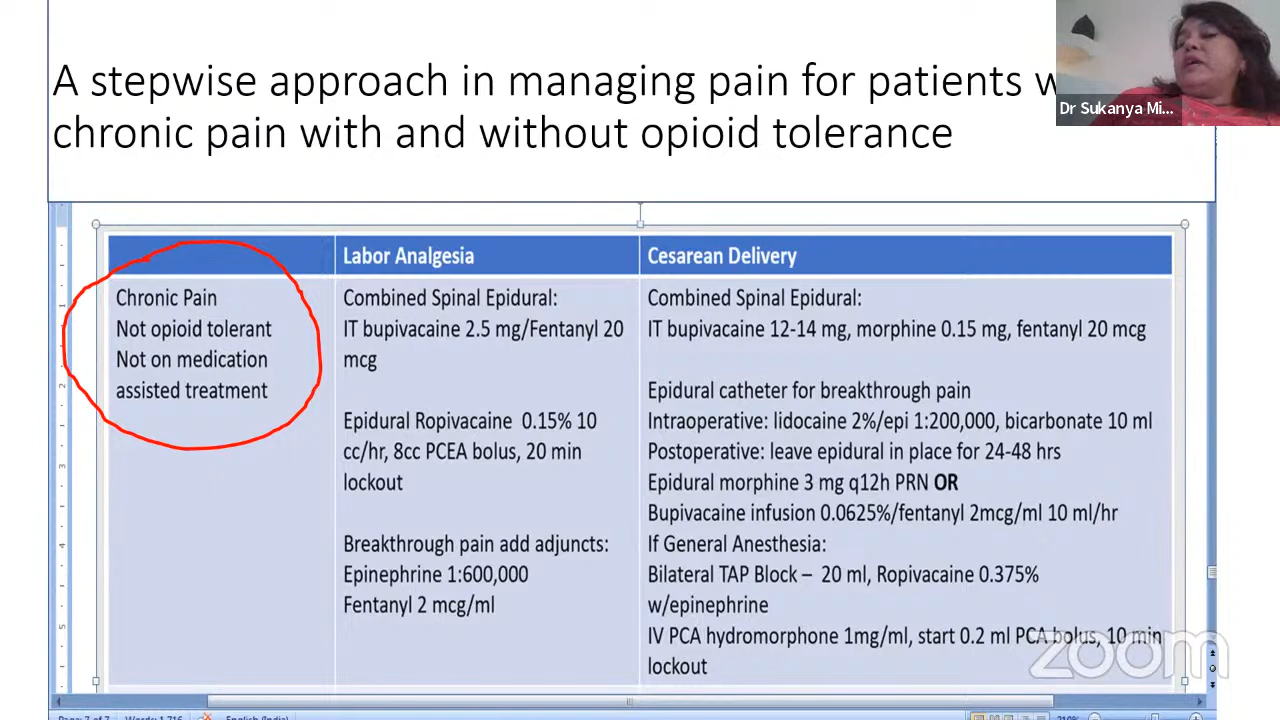 A stepwise approach in managing pain for patients
chronic pain with and without opioid tolerance
Dr Sukanya Mi...
Labor Analgesia
Cesarean Delivery
Chronic Pain
Not opioid tolerant
Not on medication
assisted treatment
Combined Spinal Epidural:
IT bupivacaine 2.5 mg/Fentanyl 20
mcg
Epidural Ropivacaine 0.15% 10
cc/hr, 8cc PCEA bolus, 20 min
lockout
Breakthrough pain add adjuncts:
Epinephrine 1:600,000
Fentanyl 2 mcg/ml
Combined Spinal Epidural:
IT bupivacaine 12-14 mg, morphine 0.15 mg, fentanyl 20 mcg
Epidural catheter for breakthrough pain
Intraoperative: lidocaine 2%/epi 1:200,000, bicarbonate 10 ml
Postoperative: leave epidural in place for 24-48 hrs
Epidural morphine 3 mg q12h PRN OR
Bupivacaine infusion 0.0625%/fentanyl 2mcg/ml 10 ml/hr
If General Anesthesia:
Bilateral TAP Block – 20 ml, Ropivacaine 0.375%
w/epinephrine
IV PCA hydromorphone 1mg/ml, start 0.2 ml PCA bolus, 10 min
lockout
zoom